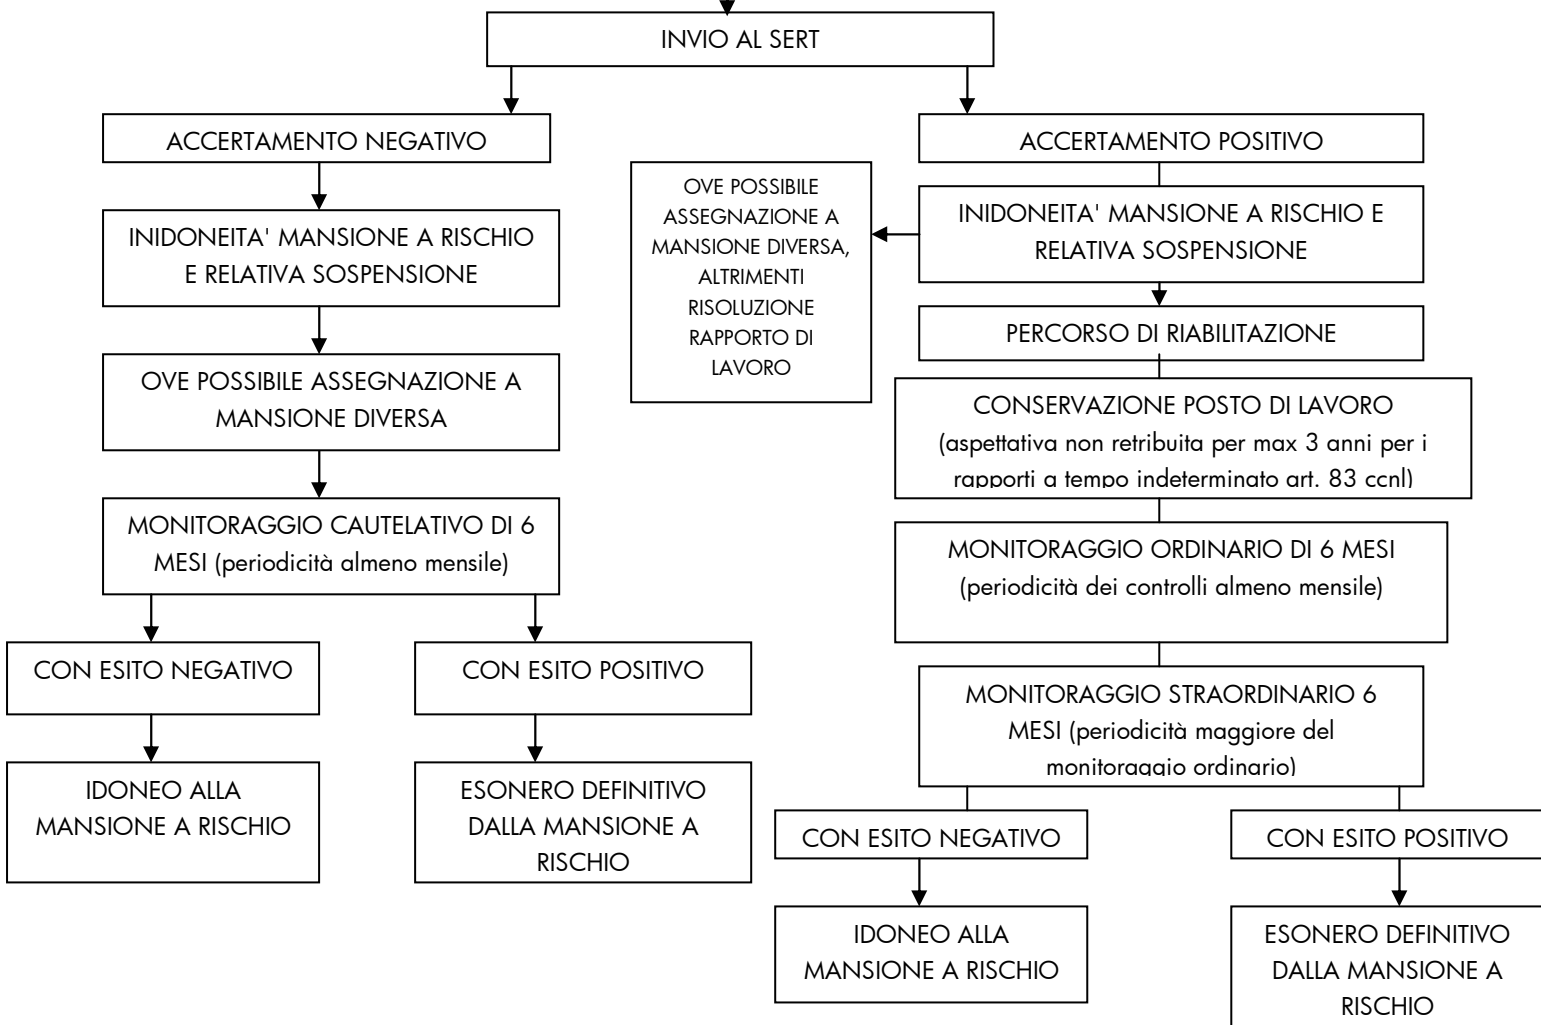 INVIO AL SERT
ACCERTAMENTO NEGATIVO
INIDONEITA' MANSIONE A RISCHIO
E RELATIVA SOSPENSIONE
OVE POSSIBILE ASSEGNAZIONE A
MANSIONE DIVERSA
MONITORAGGIO CAUTELATIVO DI 6
MESI (periodicità almeno mensile)
CON ESITO NEGATIVO
IDONEO ALLA
MANSIONE A RISCHIO
CON ESITO POSITIVO
ESONERO DEFINITIVO
DALLA MANSIONE A
RISCHIO
ACCERTAMENTO POSITIVO
INIDONEITA' MANSIONE A RISCHIO E
RELATIVA SOSPENSIONE
OVE POSSIBILE
ASSEGNAZIONE A
MANSIONE DIVERSA,
ALTRIMENTI
RISOLUZIONE
RAPPORTO DI
LAVORO
PERCORSO DI RIABILITAZIONE
CONSERVAZIONE POSTO DI LAVORO
(aspettativa non retribuita per max 3 anni per i
rapporti a tempo indeterminato art. 83 ccnl)
MONITORAGGIO ORDINARIO DI 6 MESI
(periodicità dei controlli almeno mensile)
MONITORAGGIO STRAORDINARIO 6
MESI (periodicità maggiore del
monitoraggio ordinario)
CON ESITO NEGATIVO
IDONEO ALLA
MANSIONE A RISCHIO
CON ESITO POSITIVO
ESONERO DEFINITIVO
DALLA MANSIONE A
RISCHIO